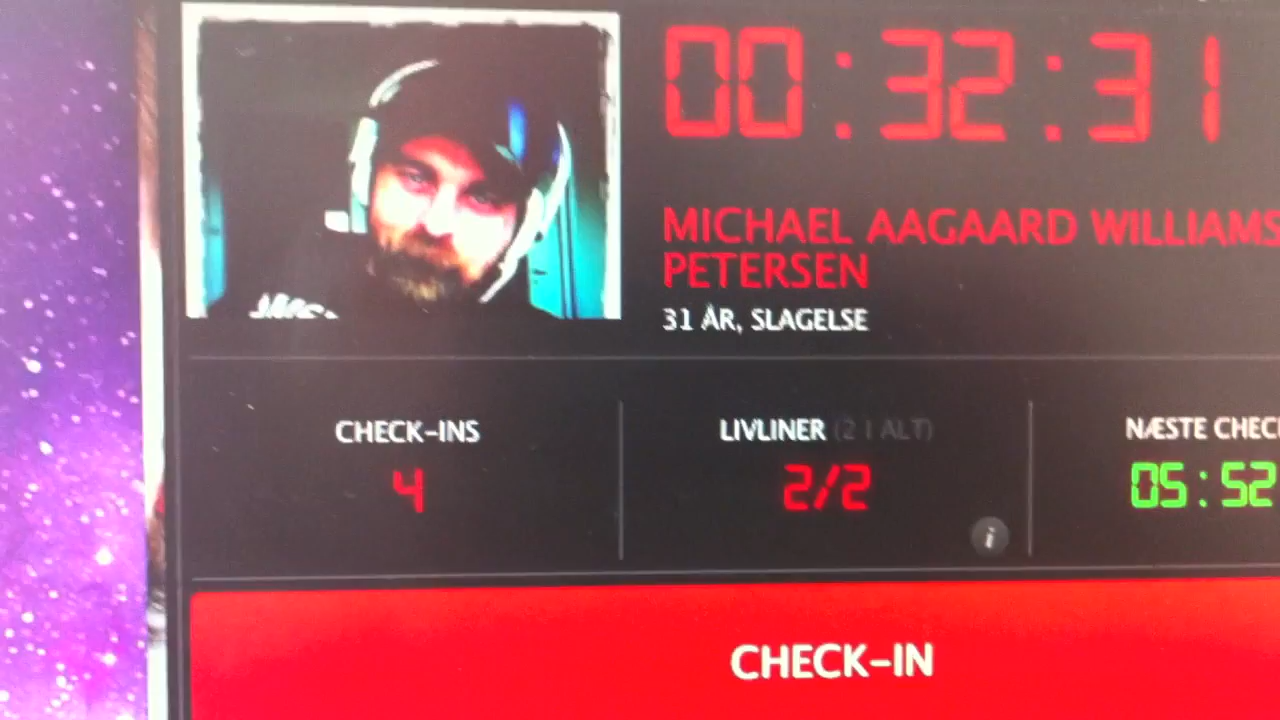 00:32:31
MICHAEL AAGAARD WILLIAMS
PETERSEN
31 ÅR, SLAGELSE
CHECK-INS
LIVLINER (2 I ALT)
NÆSTE CHEC
4
2/2
05:52
i
CHECK-IN